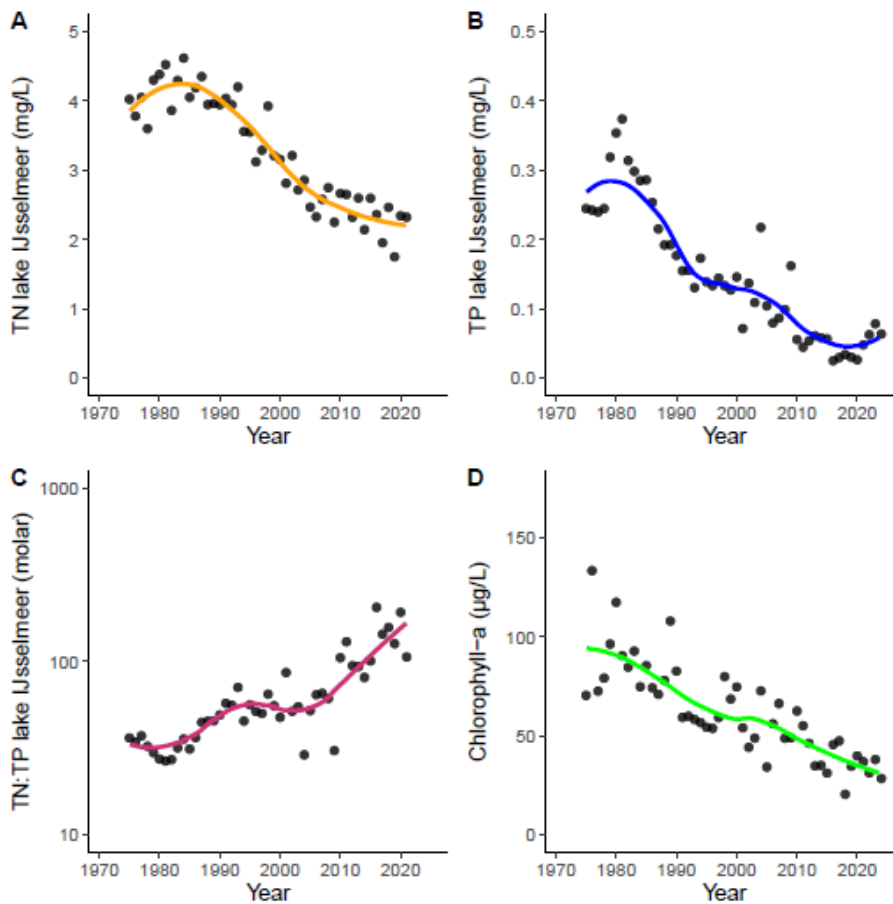 A
TN lake IJsselmeer (mg/L)
5
4
3
2
1
0
1970 1980 1990 2000 2010 2020
Year
B
TP lake IJsselmeer (mg/L)
0.5
0.4
0.3
0.2
0.1
0.0
1970 1980 1990 2000 2010 2020
Year
C
TN:TP lake IJsselmeer (molar)
1000
100
10
1970 1980 1990 2000 2010 2020
Year
D
Chlorophyll−a (µg/L)
150
100
50
0
1970 1980 1990 2000 2010 2020
Year